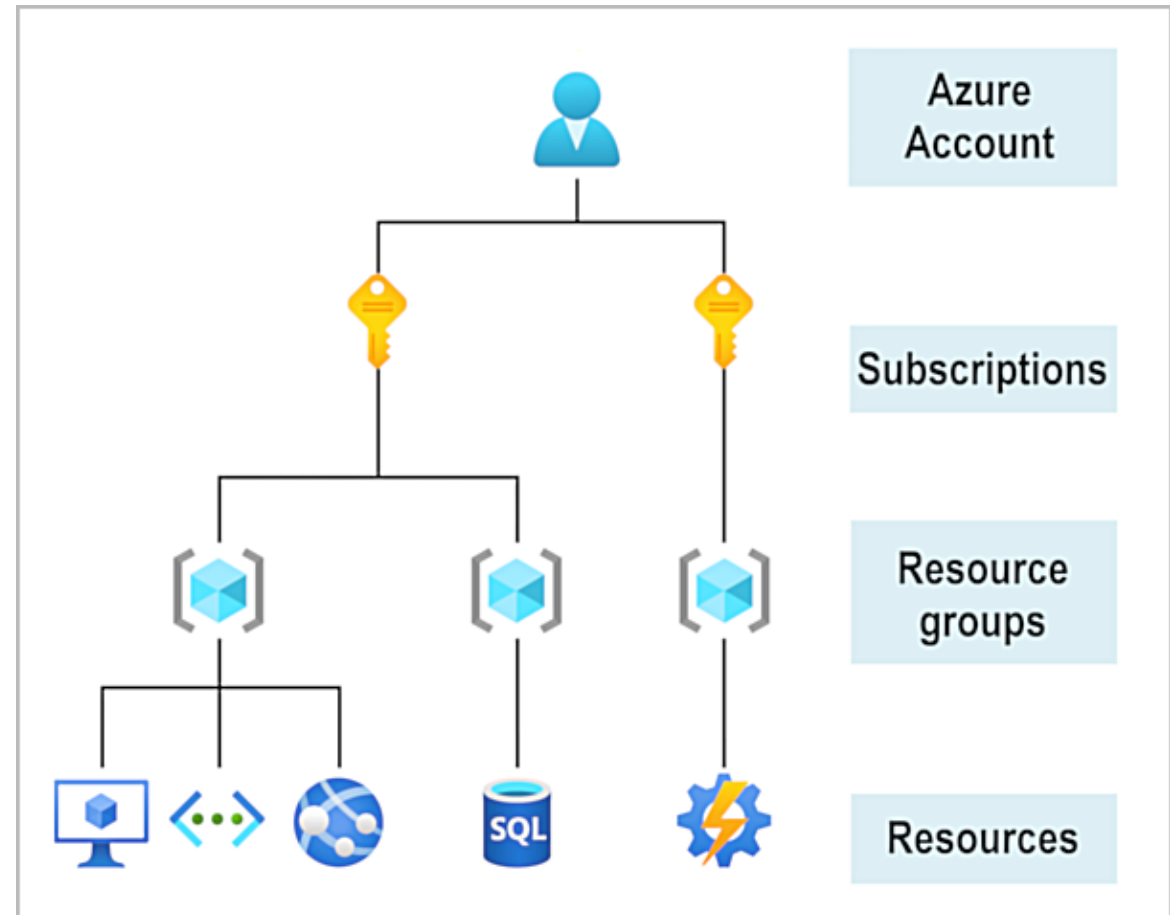 Azure
Account
Subscriptions
Resource
groups
SQL
Resources